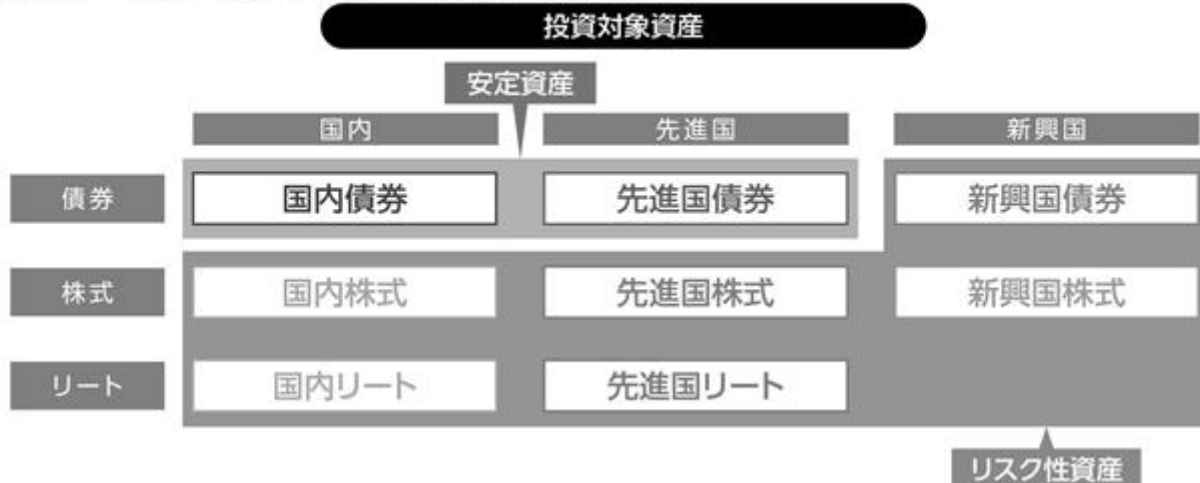 投資対象資産
安定資産
国内 先進国 新興国
債券 国内債券 先進国債券 新興国債券
株式 国内株式 先進国株式 新興国株式
リート 国内リート 先進国リート
リスク性資産